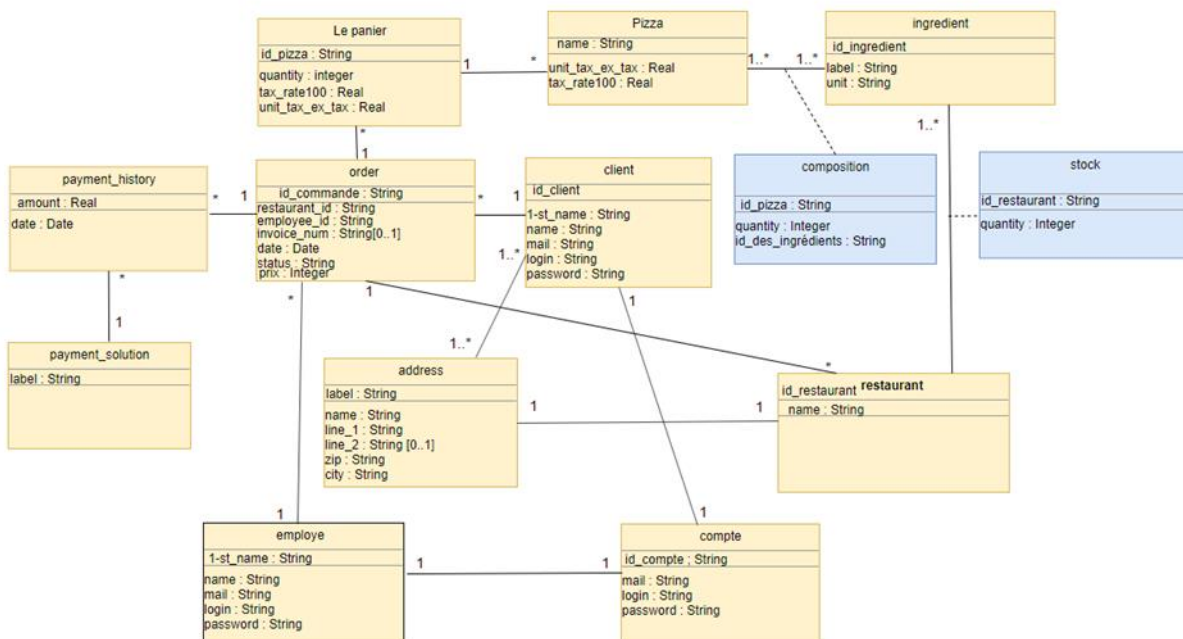 Le panier
id_pizza : String
quantity : integer
tax_rate100 : Real
unit_tax_ex_tax : Real
1
*
Pizza
name : String
unit_tax_ex_tax : Real
tax_rate100 : Real
1..*
1..*
ingredient
id_ingredient
label : String
unit : String
1..*
*
1
payment_history
amount : Real
date : Date
*
1
order
id_commande : String
restaurant_id : String
employee_id : String
invoice_num : String[0..1]
date : Date
status : String
prix : Integer
*
1
client
id_client
1-st_name : String
name : String
mail : String
login : String
password : String
composition
id_pizza : String
quantity : Integer
id_des_ingrédients : String
stock
id_restaurant : String
quantity : Integer
*
1
*
1
1..*
1
1..*
*
payment_solution
label : String
address
label : String
name : String
line_1 : String
line_2 : String [0..1]
zip : String
city : String
1
1
id_restaurant restaurant
name : String
1
1
employe
1-st_name : String
name : String
mail : String
login : String
password : String
1
1
compte
id_compte ; String
mail : String
login : String
password : String